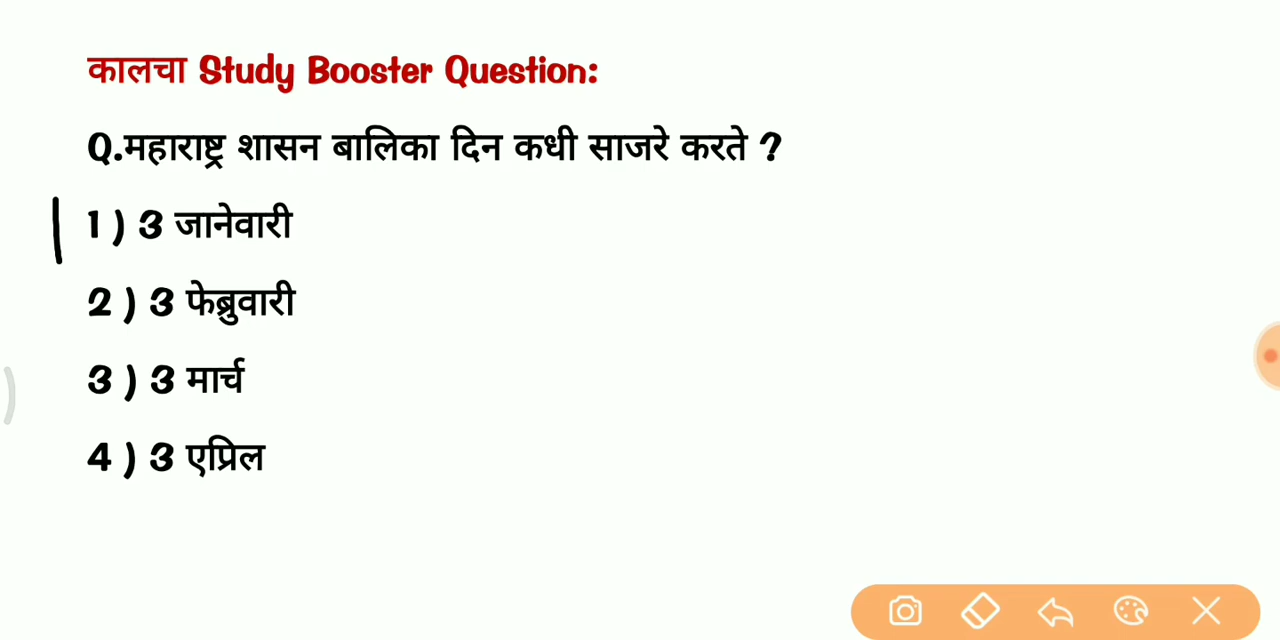 कालचा Study Booster Question:
Q.महाराष्ट्र शासन बालिका दिन कधी साजरे करते ?
1 ) 3 जानेवारी
2 ) 3 फेब्रुवारी
3 ) 3 मार्च
4 ) 3 एप्रिल